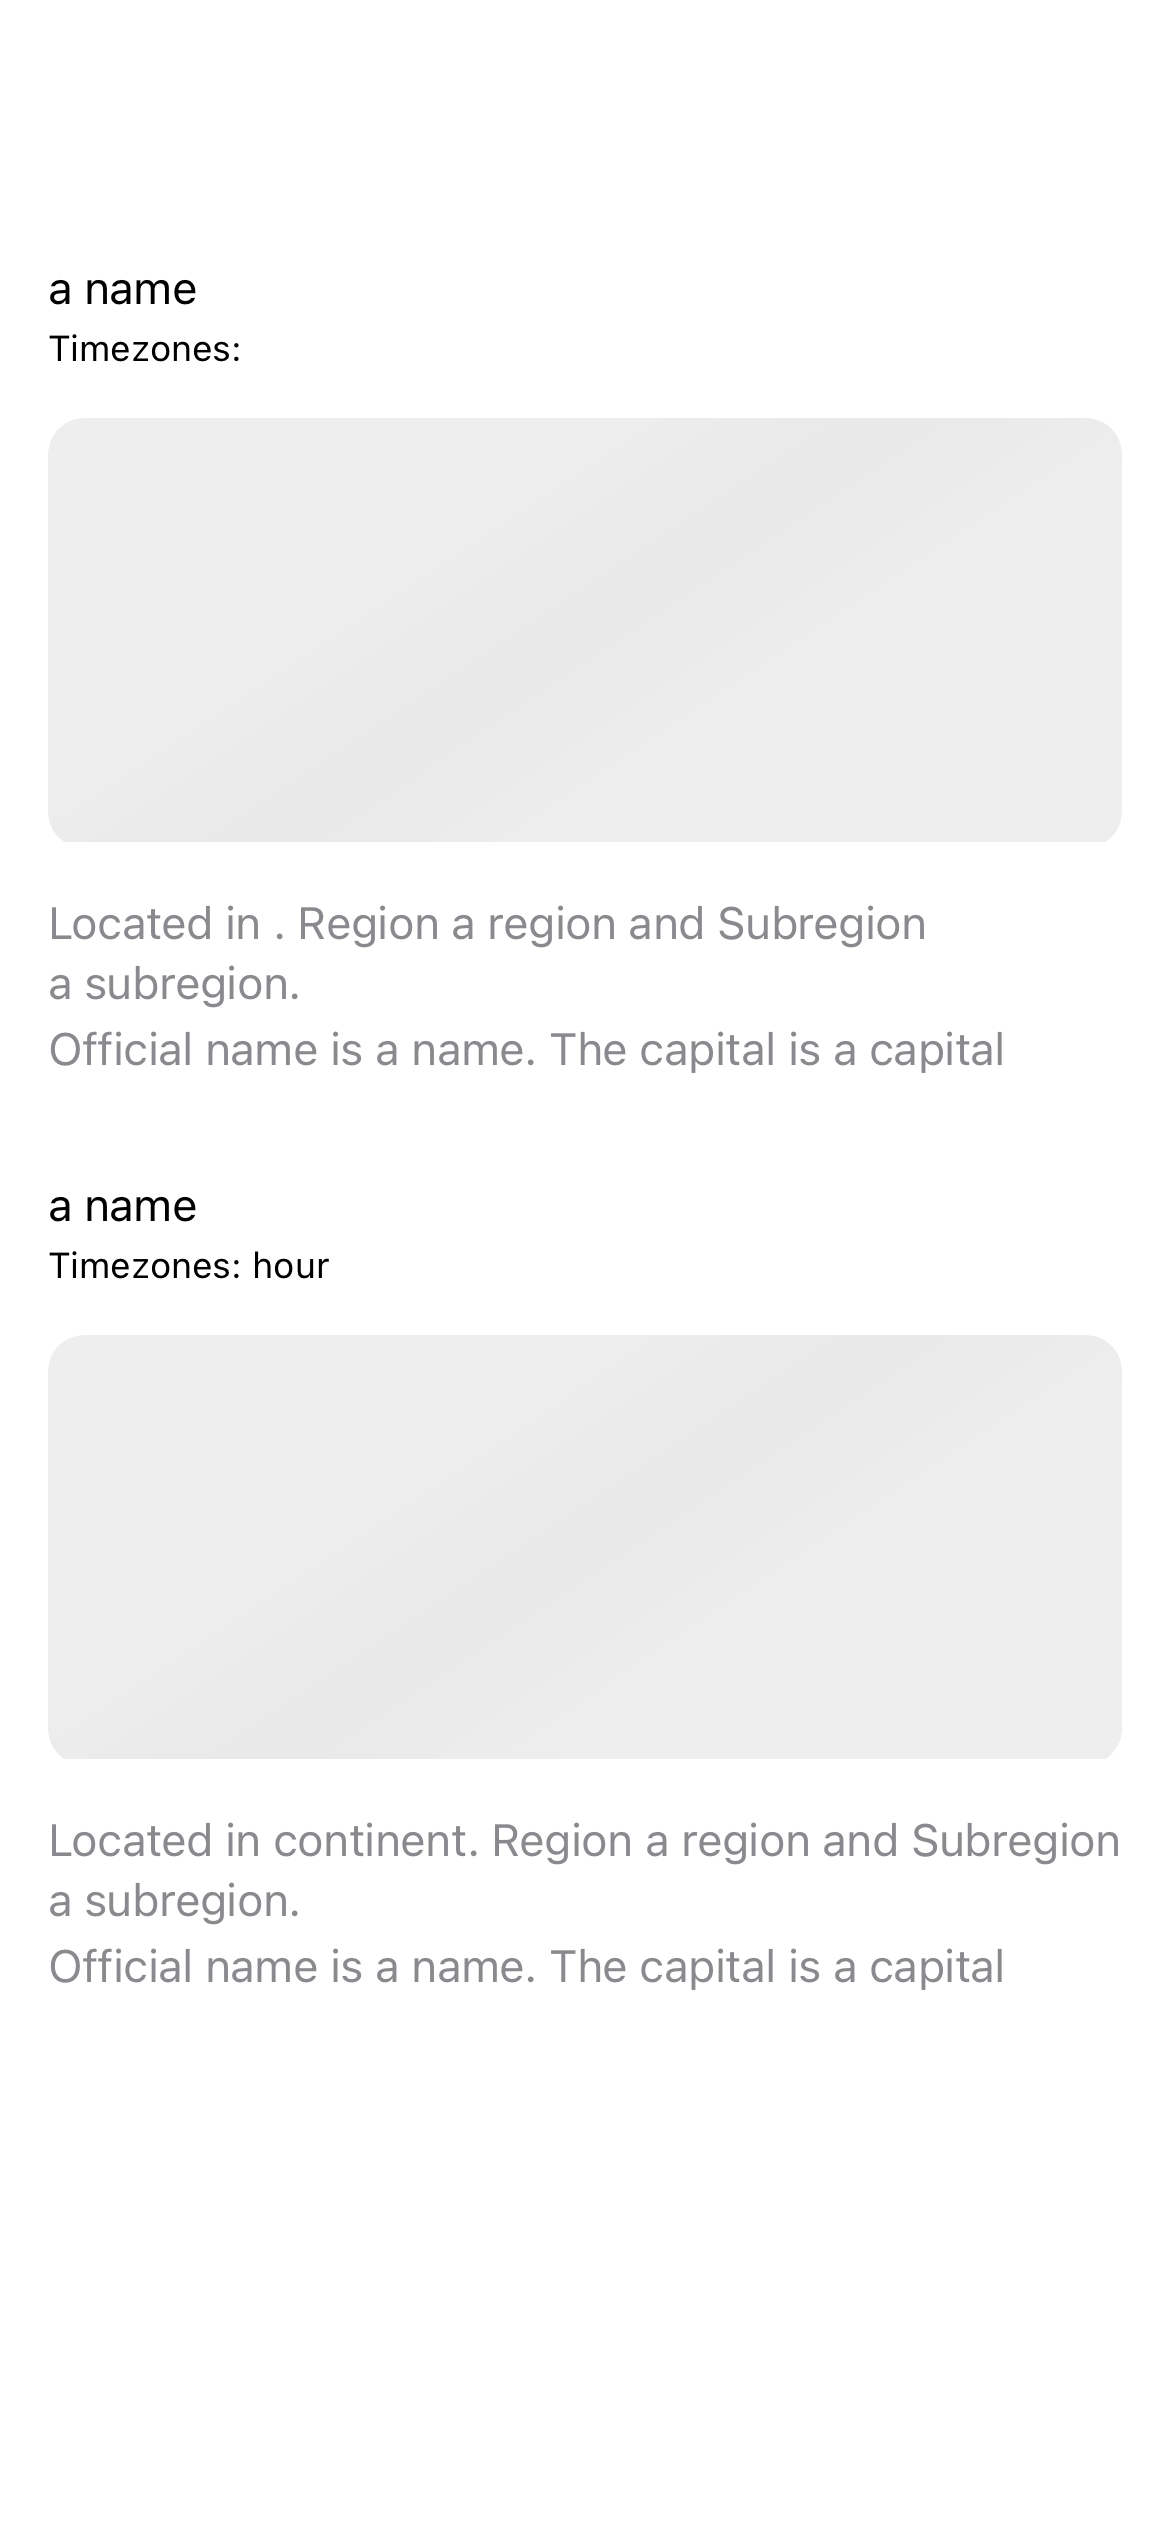 a name
Timezones:
Located in . Region a region and Subregion
a subregion.
Official name is a name. The capital is a capital
a name
Timezones: hour
Located in continent. Region a region and Subregion
a subregion.
Official name is a name. The capital is a capital